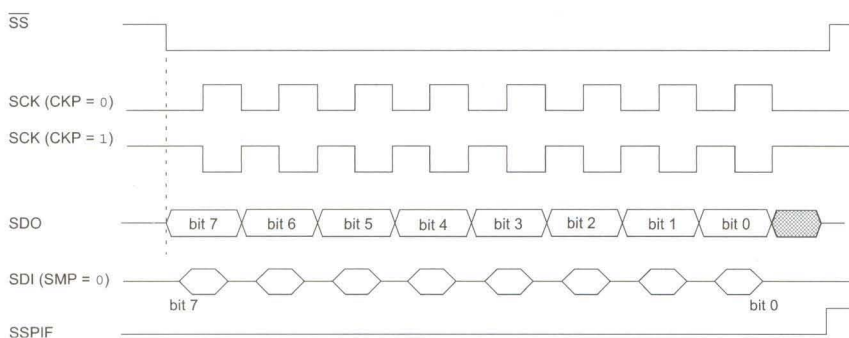 SS
SCK (CKP = 0)
SCK (CKP = 1)
SDO
bit 7 bit 6 bit 5 bit 4 bit 3 bit 2 bit 1 bit 0
SDI (SMP = 0)
bit 7 bit 0
SSPIF